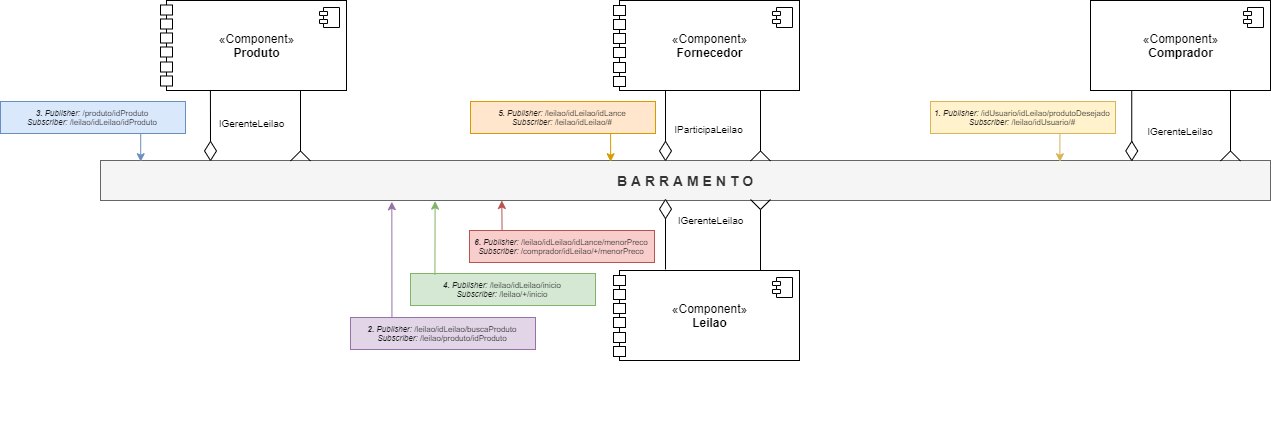 «Component»
Produto
«Component»
Fornecedor
«Component»
Comprador
3. Publisher: /produto/idProduto
Subscriber: /leilao/idLeilao/idProduto
IGerenteLeilao
5. Publisher: /leilao/idLeilao/idLance
Subscriber: /leilao/idLeilao/#
IParticipaLeilao
1. Publisher: /idUsuario/idLeilao/produtoDesejado
Subscriber: /leilao/idUsuario/#
IGerenteLeilao
BARRAMENTO
IGerenteLeilao
6. Publisher: /leilao/idLeilao/idLance/menorPreco
Subscriber: /comprador/idLeilao/+/menorPreco
4. Publisher: /leilao/idLeilao/inicio
Subscriber: /leilao/+/inicio
«Component»
Leilao
2. Publisher: /leilao/idLeilao/buscaProduto
Subscriber: /leilao/produto/idProduto